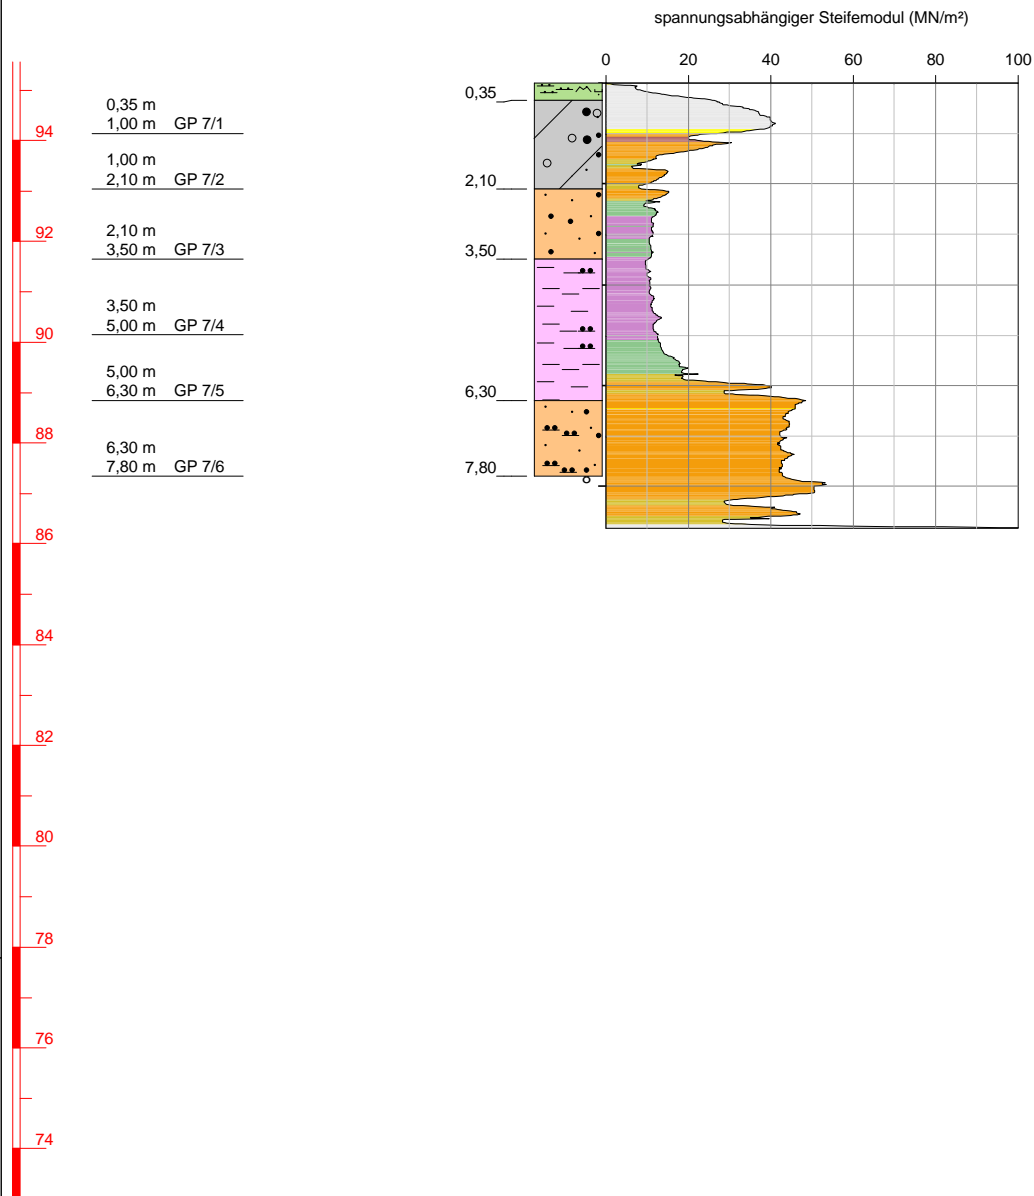 spannungsabhängiger Steifemodul (MN/m²)
0 20 40 60 80 100
0,35
0,35 m
1,00 m GP 7/1
94
1,00 m
2,10 m GP 7/2
2,10
2,10 m
3,50 m GP 7/3
92
3,50
3,50 m
5,00 m GP 7/4
90
5,00 m
6,30 m GP 7/5
6,30
88
6,30 m
7,80 m GP 7/6
7,80
86
84
82
80
78
76
74